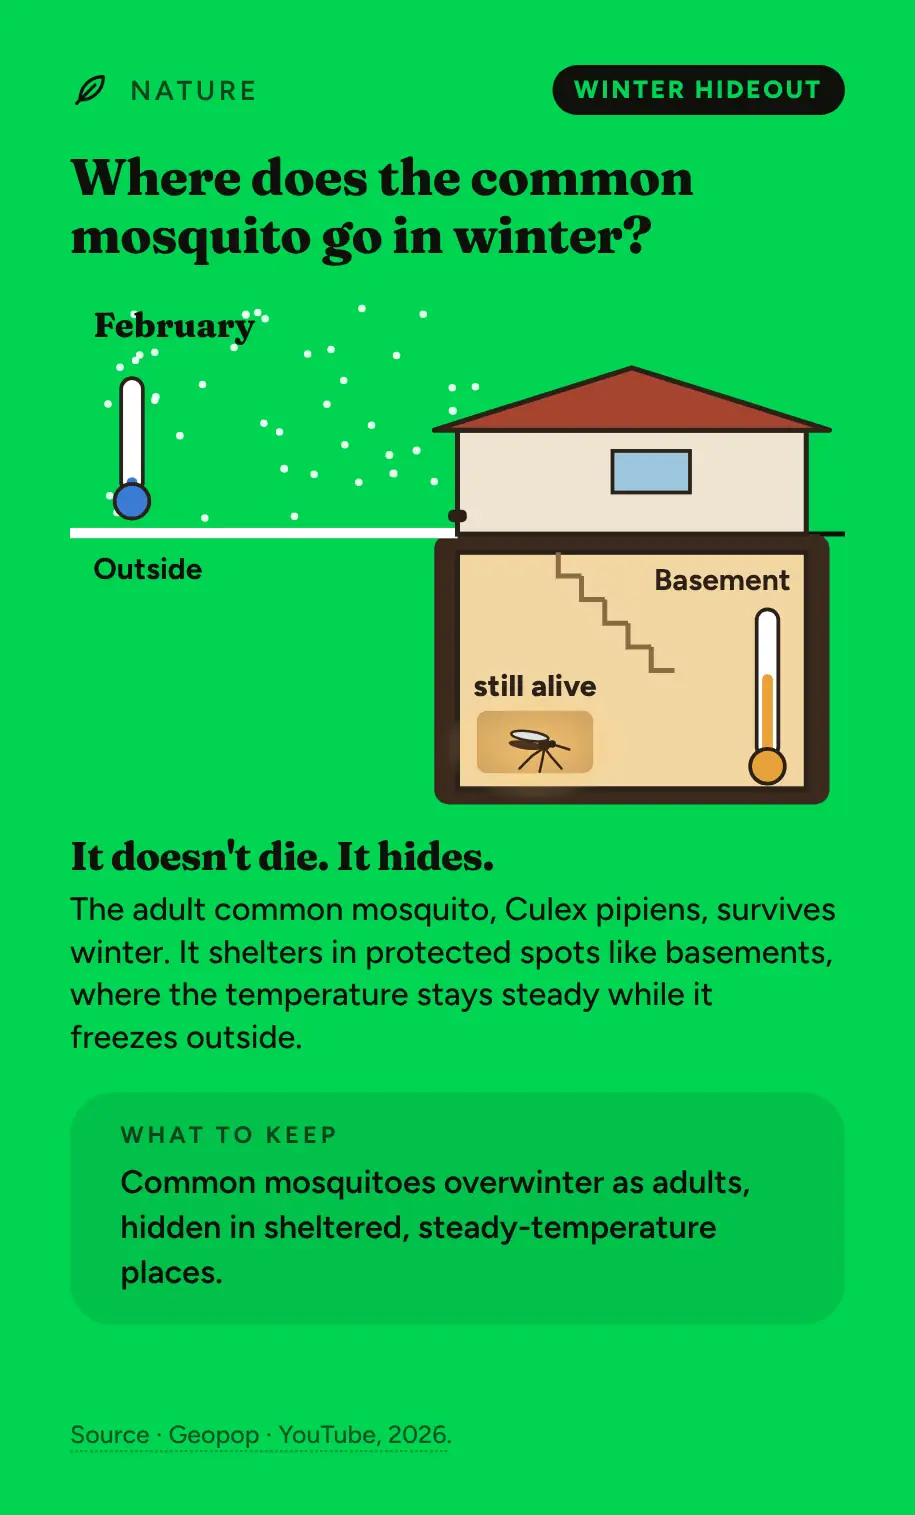 NATURE
WINTER HIDEOUT
Where does the common
mosquito go in winter?
February
Outside
Basement
still alive
It doesn't die. It hides.
The adult common mosquito, Culex pipiens, survives
winter. It shelters in protected spots like basements,
where the temperature stays steady while it
freezes outside.
WHAT TO KEEP
Common mosquitoes overwinter as adults,
hidden in sheltered, steady-temperature
places.
Source · Geopop · YouTube, 2026.